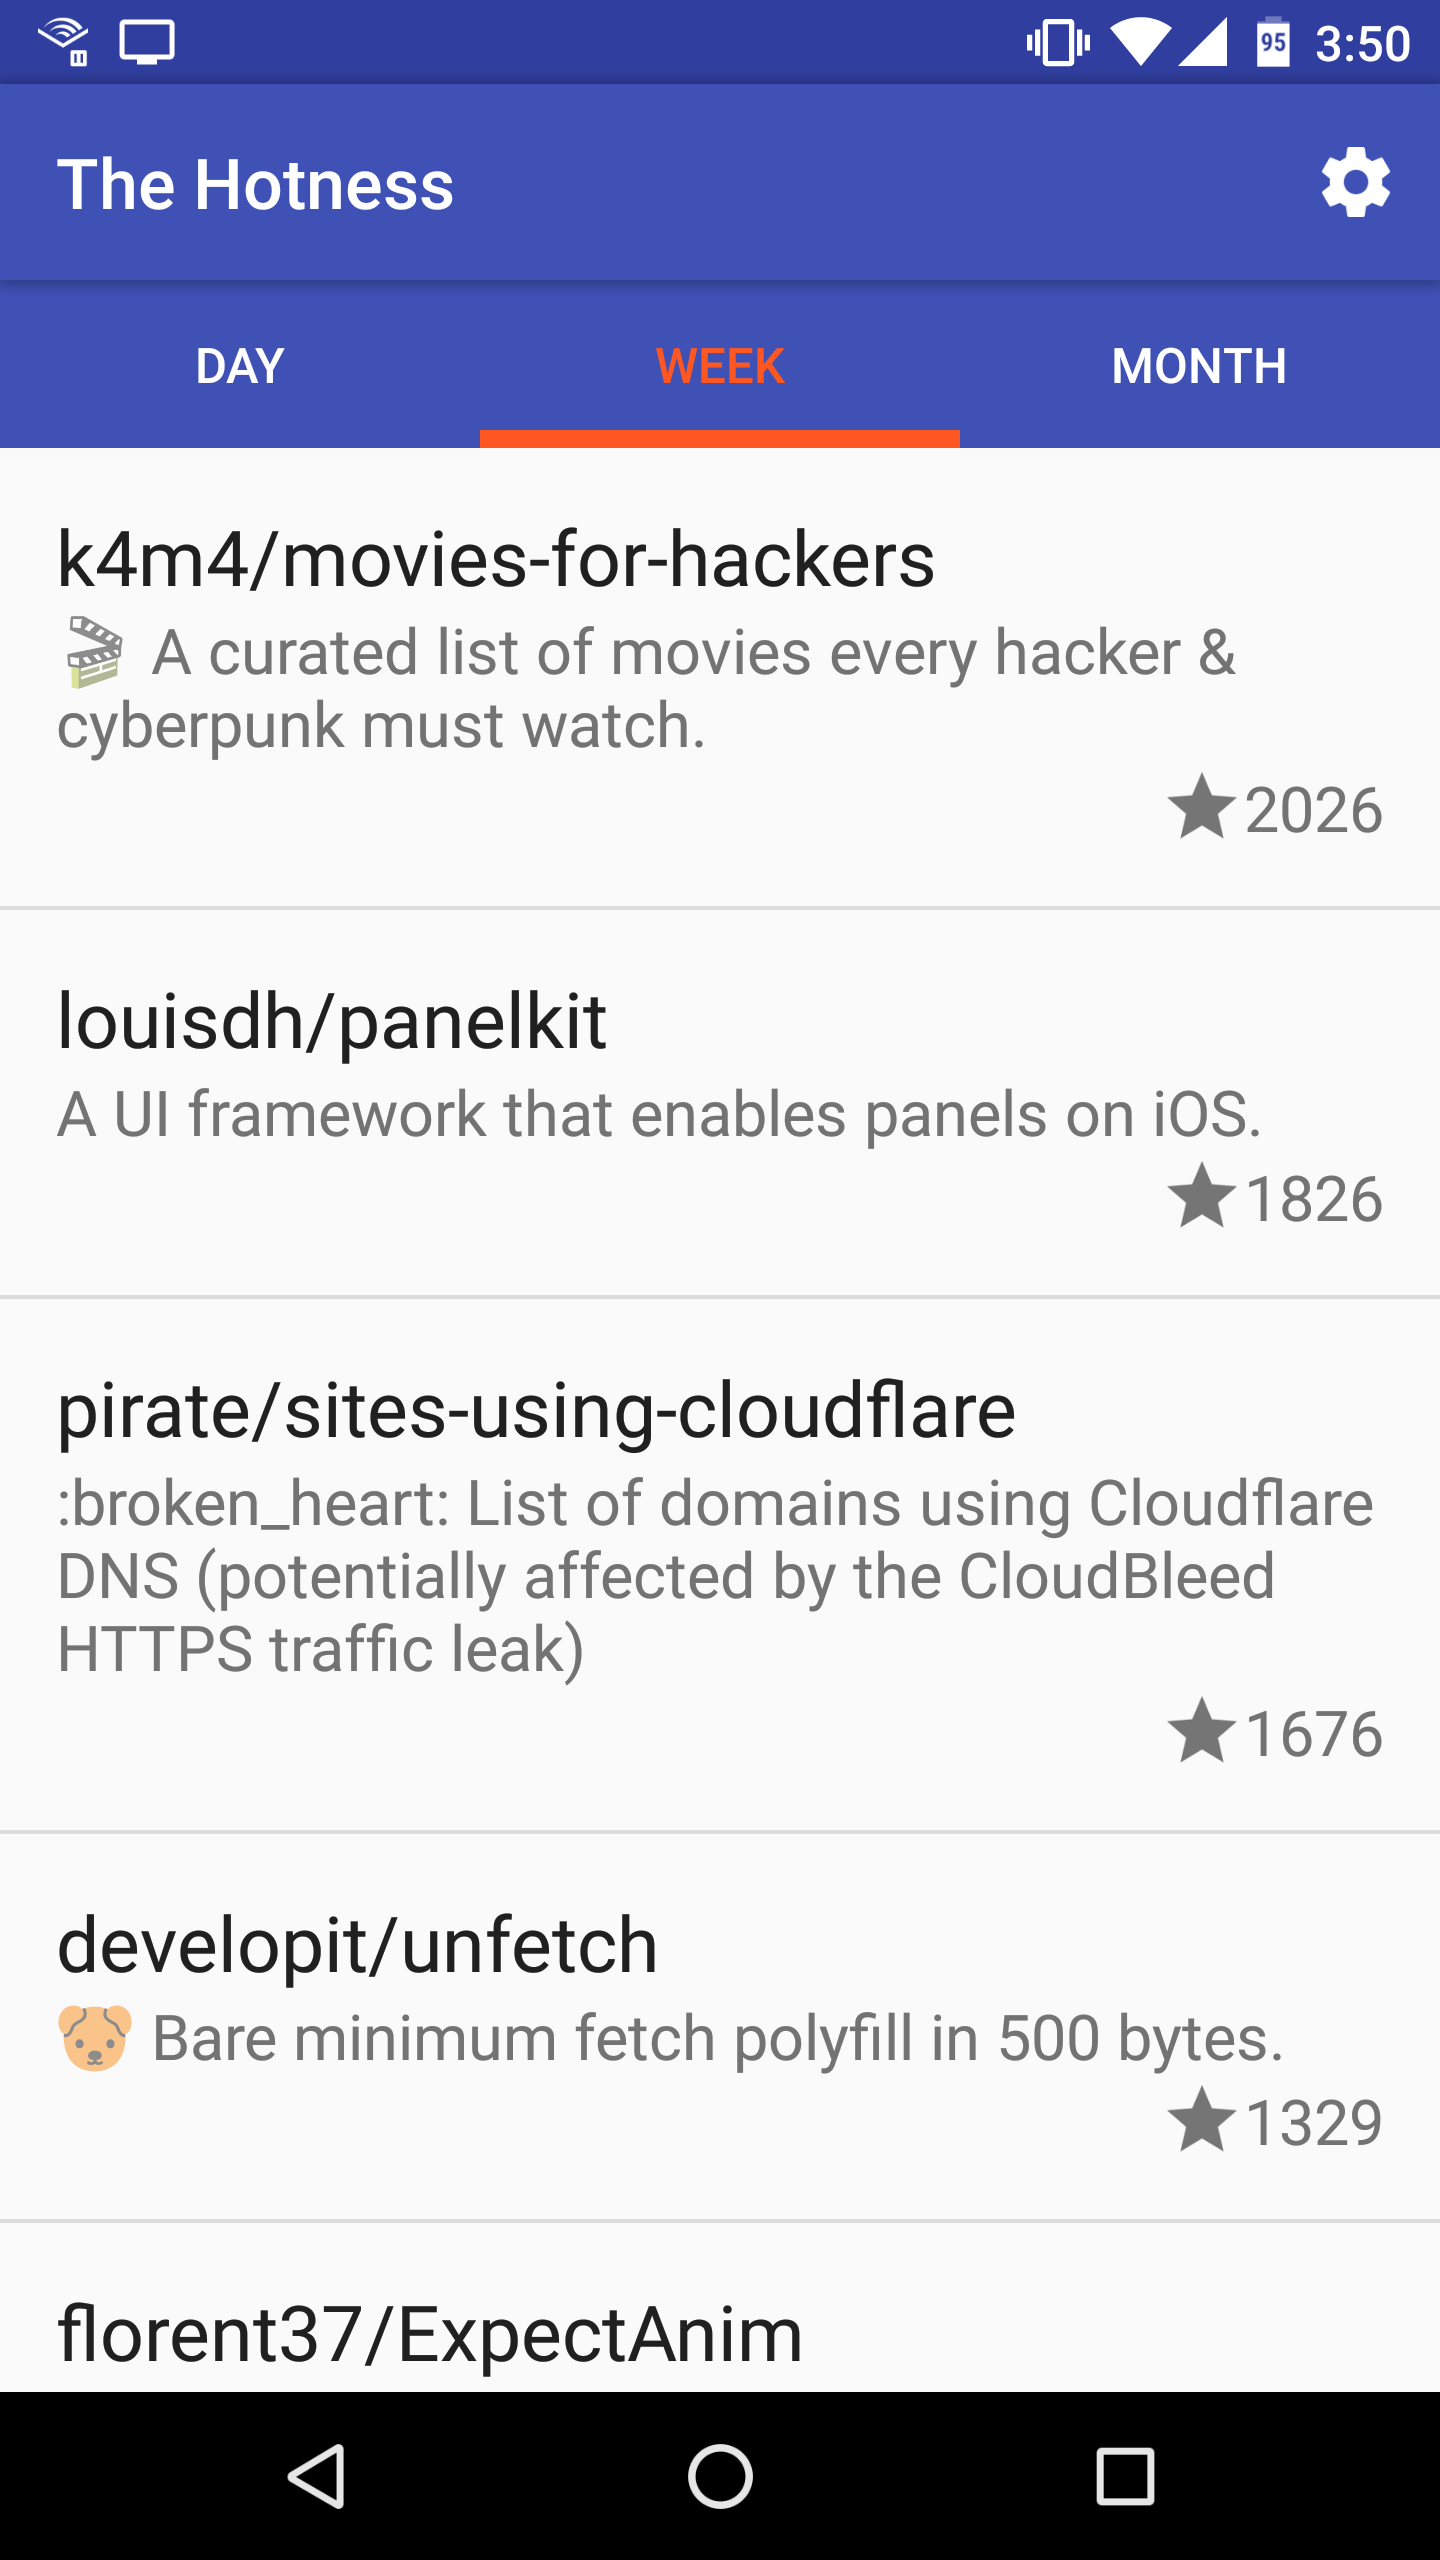 95 3:50
The Hotness
DAY WEEK MONTH
k4m4/movies-for-hackers
🎬 A curated list of movies every hacker &
cyberpunk must watch.
★2026
louisdh/panelkit
A UI framework that enables panels on iOS.
★1826
pirate/sites-using-cloudflare
:broken_heart: List of domains using Cloudflare
DNS (potentially affected by the CloudBleed
HTTPS traffic leak)
★1676
developit/unfetch
🐶 Bare minimum fetch polyfill in 500 bytes.
★1329
florent37/ExpectAnim